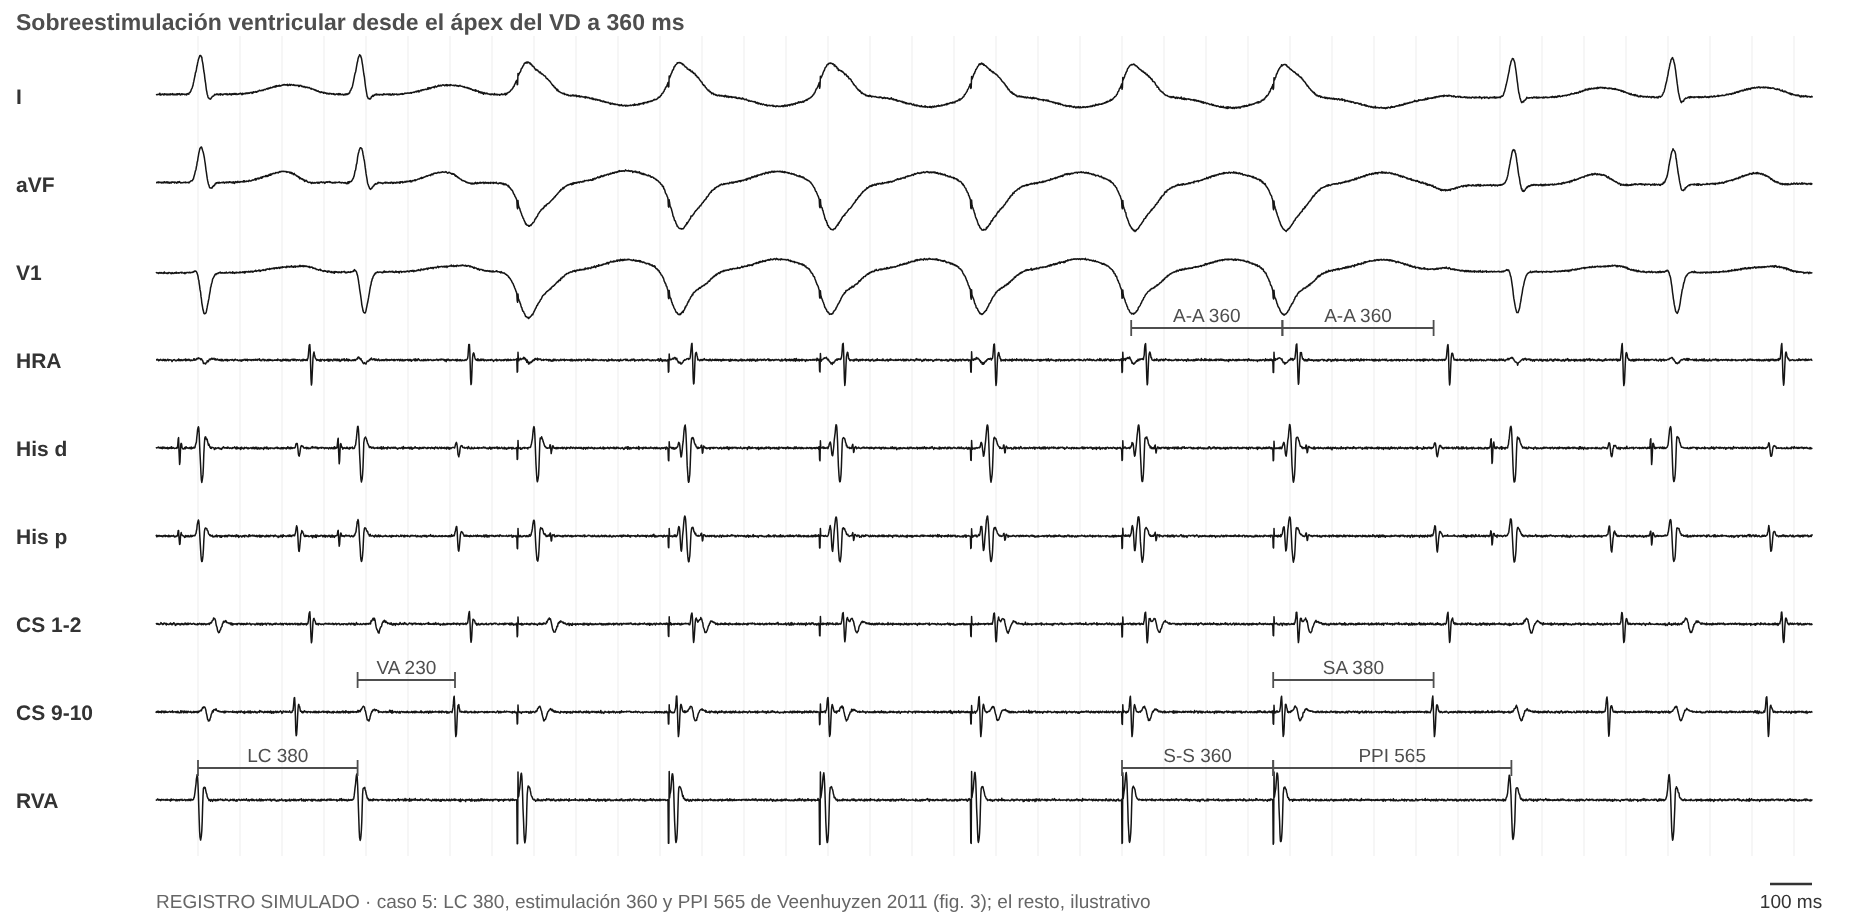 Sobreestimulación ventricular desde el ápex del VD a 360 ms
I
aVF
V1
A-A 360 A-A 360
HRA
His d
His p
CS 1-2
VA 230 SA 380
CS 9-10
LC 380 S-S 360 PPI 565
RVA
REGISTRO SIMULADO · caso 5: LC 380, estimulación 360 y PPI 565 de Veenhuyzen 2011 (fig. 3); el resto, ilustrativo
100 ms